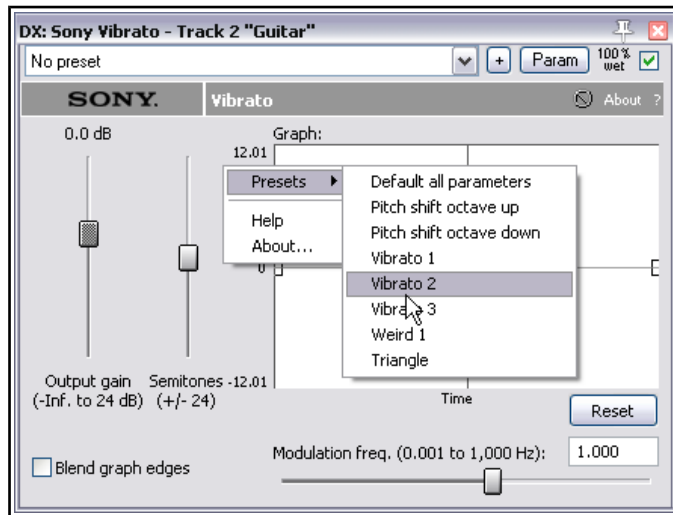 DX: Sony Vibrato - Track 2 "Guitar"
No preset
+
Param
100%
wet
SONY.
Vibrato
About ?
0.0 dB
Graph:
12.01
Presets
Help
About...
Default all parameters
Pitch shift octave up
Pitch shift octave down
Vibrato 1
Vibrato 2
Vibrato 3
Weird 1
Triangle
0
-12.01
Output gain
(-Inf. to 24 dB)
Semitones
(+/- 24)
Time
Reset
Blend graph edges
Modulation freq. (0.001 to 1,000 Hz):
1.000